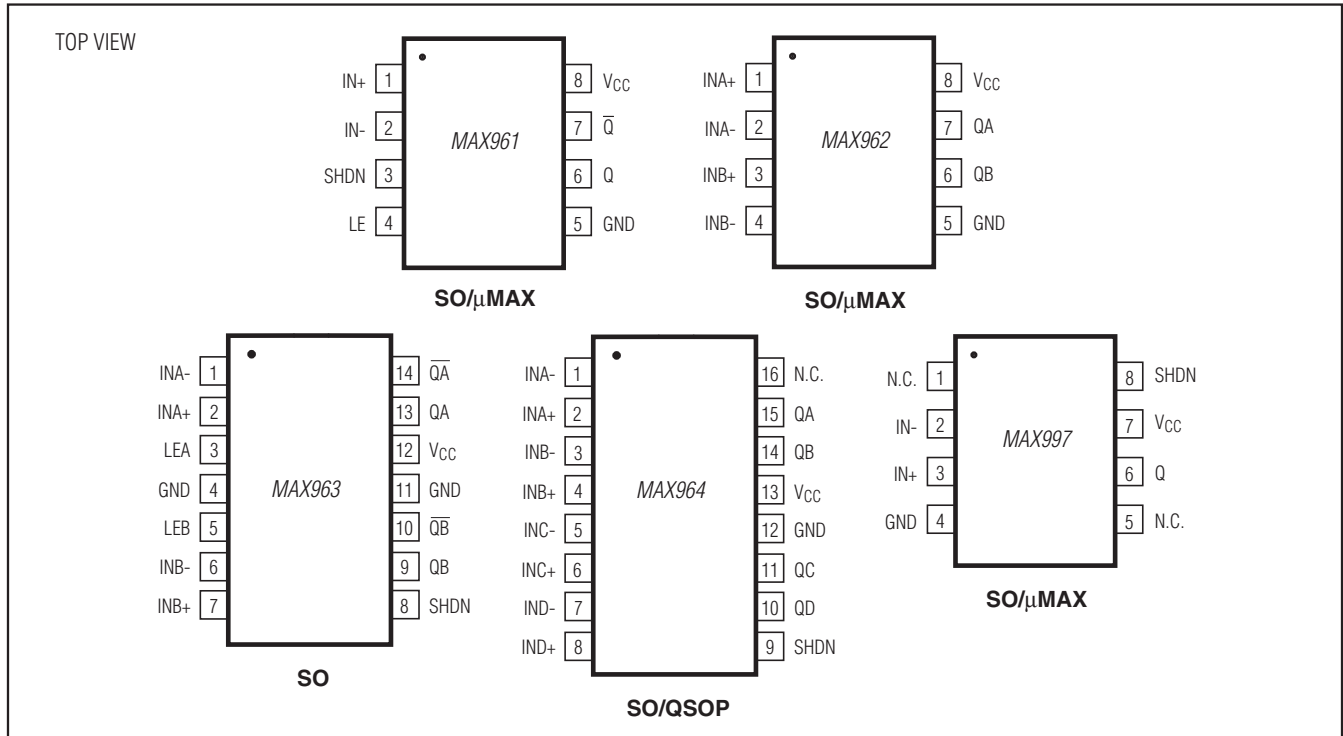 TOP VIEW
IN+ 1
IN- 2
SHDN 3
LE 4
MAX961
8 VCC
7 Q̅
6 Q
5 GND
SO/μMAX
INA+ 1
INA- 2
INB+ 3
INB- 4
MAX962
8 VCC
7 QA
6 QB
5 GND
SO/μMAX
INA- 1
INA+ 2
LEA 3
GND 4
LEB 5
INB- 6
INB+ 7
MAX963
14 Q̅A̅
13 QA
12 VCC
11 GND
10 Q̅B̅
9 QB
8 SHDN
SO
INA- 1
INA+ 2
INB- 3
INB+ 4
INC- 5
INC+ 6
IND- 7
IND+ 8
MAX964
16 N.C.
15 QA
14 QB
13 VCC
12 GND
11 QC
10 QD
9 SHDN
SO/QSOP
N.C. 1
IN- 2
IN+ 3
GND 4
MAX997
8 SHDN
7 VCC
6 Q
5 N.C.
SO/μMAX